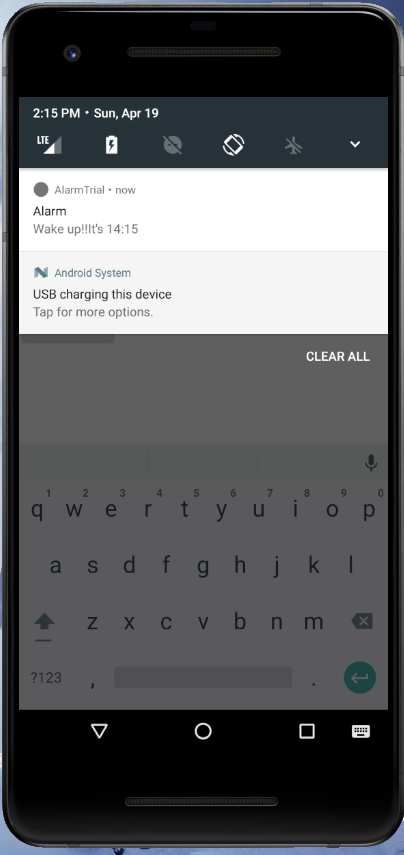 2:15 PM • Sun, Apr 19
LTE
AlarmTrial • now
Alarm
Wake up!!It's 14:15
Android System
USB charging this device
Tap for more options.
CLEAR ALL
1 2 3 4 5 6 7 8 9 0
q w e r t y u i o p
a s d f g h j k l
z x c v b n m
?123 , .